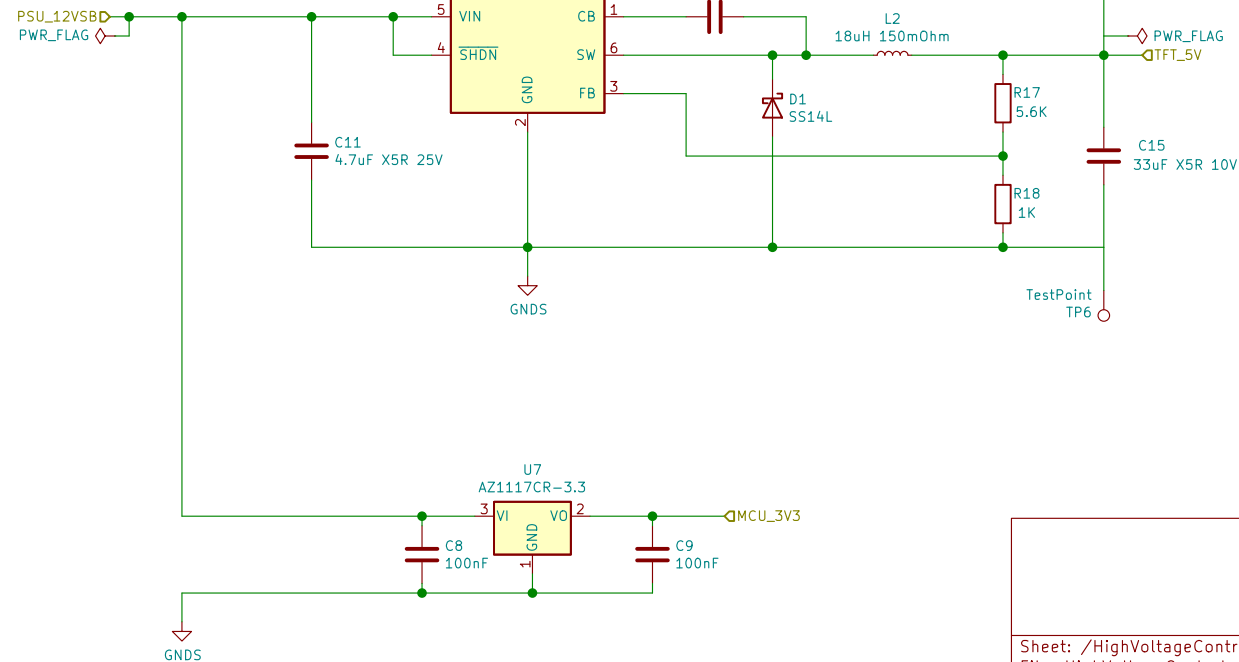 PSU_12VSB
PWR_FLAG
5
VIN
4
SHDN
GND
2
CB
1
SW
6
FB
3
L2
18uH 150mOhm
PWR_FLAG
TFT_5V
D1
SS14L
R17
5.6K
C11
4.7uF X5R 25V
C15
33uF X5R 10V
R18
1K
GNDS
TestPoint
TP6
U7
AZ1117CR-3.3
3
VI
VO
2
GND
1
MCU_3V3
C8
100nF
C9
100nF
GNDS
Sheet: /HighVoltageContr